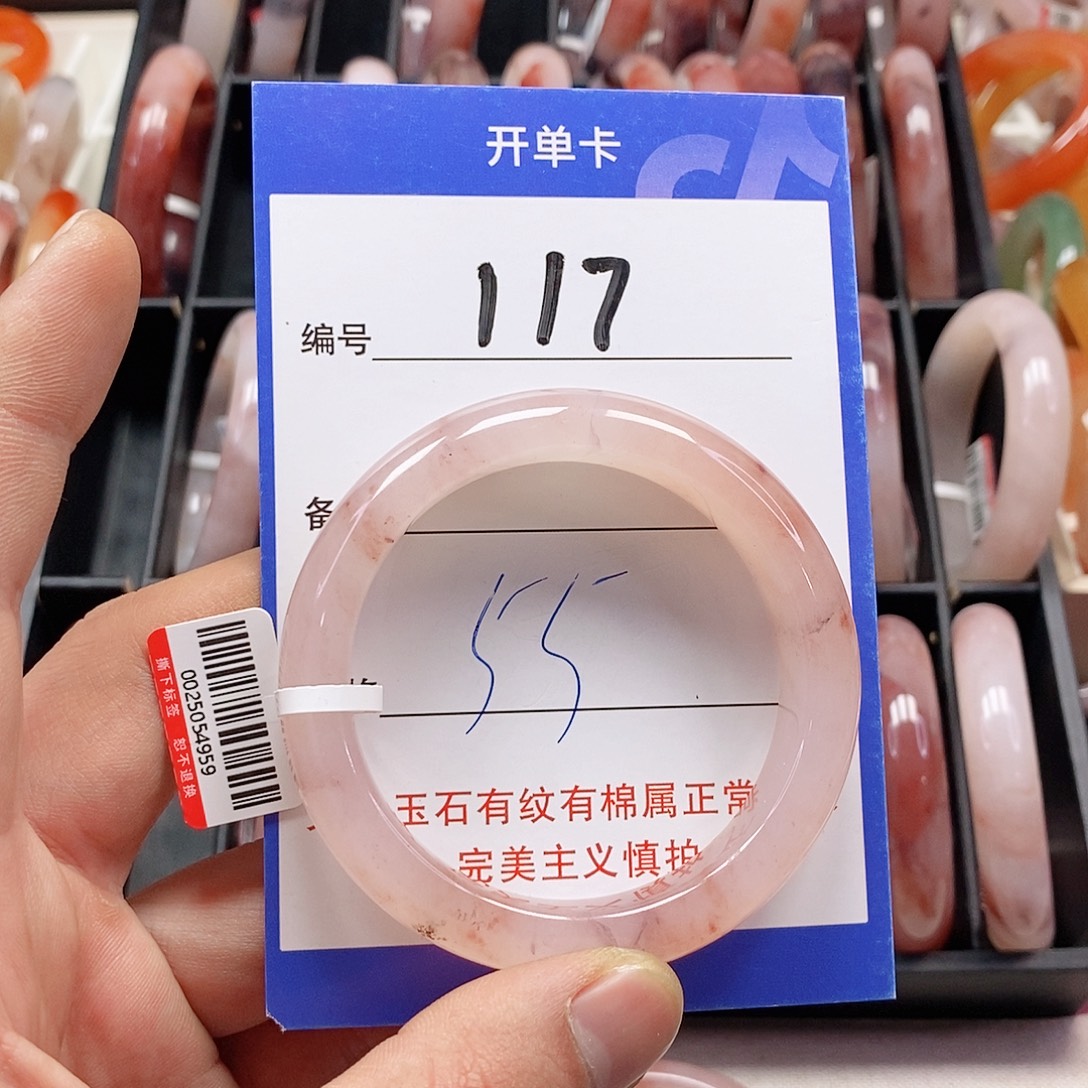 开单卡
编号 117
备
55
玉石有纹有棉属正常
完美主义慎拍
撕下标签 恕不退换
0025054959